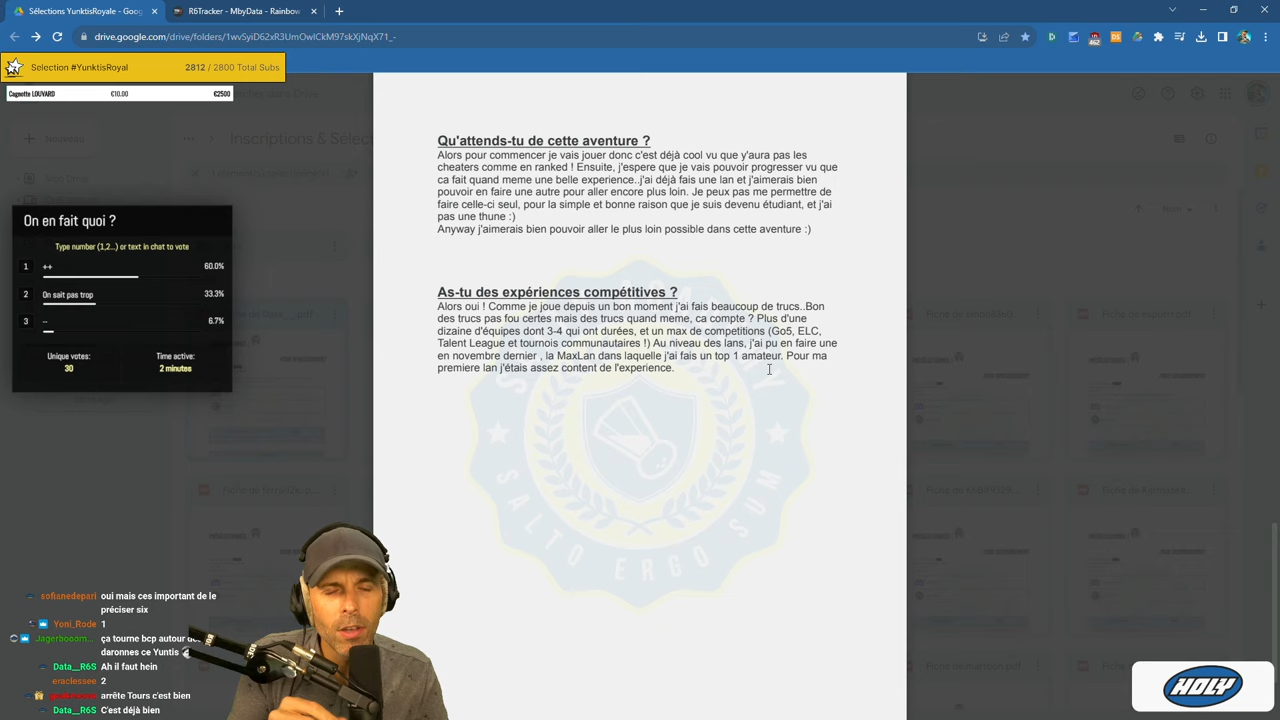 Sélections YunktisRoyal - Goog
R6Tracker - MbyData - Rainbow
drive.google.com/drive/folders/1wvSyiD62xR3UmOwlCkM97skXjNqX71_-
Selection #YunktisRoyal 2812 / 2800 Total Subs
Cagnotte LOUVARD €10.00 €2500
Nouveau
Inscriptions & Sélect
Qu'attends-tu de cette aventure ?
Alors pour commencer je vais jouer donc c'est déjà cool vu que y'aura pas les
cheaters comme en ranked ! Ensuite, j'espere que je vais pouvoir progresser vu que
ca fait quand meme une belle experience..j'ai déjà fais une lan et j'aimerais bien
pouvoir en faire une autre pour aller encore plus loin. Je peux pas me permettre de
faire celle-ci seul, pour la simple et bonne raison que je suis devenu étudiant, et j'ai
pas une thune :)
Anyway j'aimerais bien pouvoir aller le plus loin possible dans cette aventure :)
As-tu des expériences compétitives ?
Alors oui ! Comme je joue depuis un bon moment j'ai fais beaucoup de trucs..Bon
des trucs pas fou certes mais des trucs quand meme, ca compte ? Plus d'une
dizaine d'équipes dont 3-4 qui ont durées, et un max de competitions (Go5, ELC,
Talent League et tournois communautaires !) Au niveau des lans, j'ai pu en faire une
en novembre dernier , la MaxLan dans laquelle j'ai fais un top 1 amateur. Pour ma
premiere lan j'étais assez content de l'experience.
SALTO ERGO SUM
On en fait quoi ?
Type number (1,2...) or text in chat to vote
1 ++ 60.0%
2 On sait pas trop 33.3%
3 -- 6.7%
Unique votes: Time active:
30 2 minutes
sofianedepari oui mais ces important de le
préciser six
Yoni_Rode 1
Jagerbooom... ça tourne bcp autour des
daronnes ce Yuntis
Data__R6S Ah il faut hein
eraclessee 2
arrête Tours c'est bien
Data__R6S C'est déjà bien
HOLY